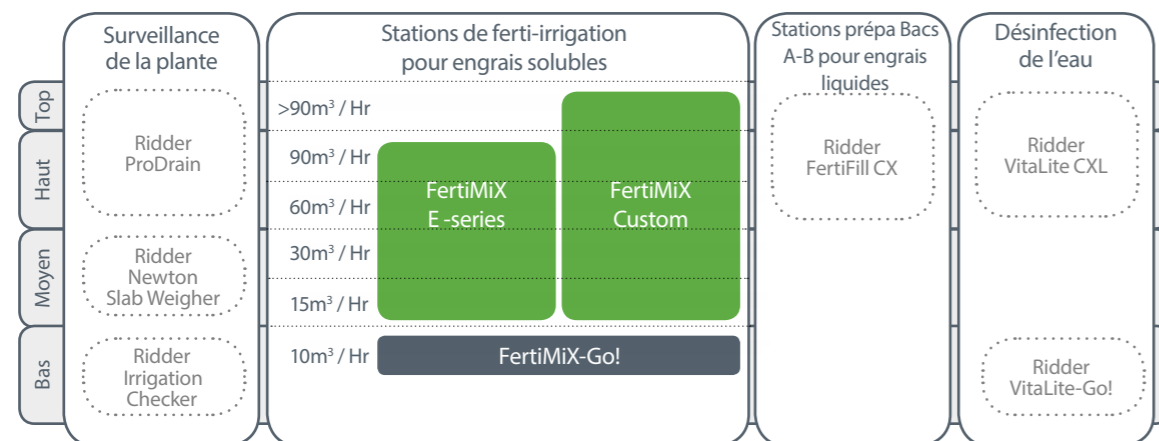 Surveillance
de la plante
Stations de ferti-irrigation
pour engrais solubles
Stations prépa Bacs
A-B pour engrais
liquides
Désinfection
de l'eau
Top
Haut
Moyen
Bas
Ridder
ProDrain
Ridder
Newton
Slab Weigher
Ridder
Irrigation
Checker
>90m³ / Hr
90m³ / Hr
60m³ / Hr
30m³ / Hr
15m³ / Hr
10m³ / Hr
FertiMiX
E -series
FertiMiX
Custom
FertiMiX-Go!
Ridder
FertiFill CX
Ridder
VitaLite CXL
Ridder
VitaLite-Go!